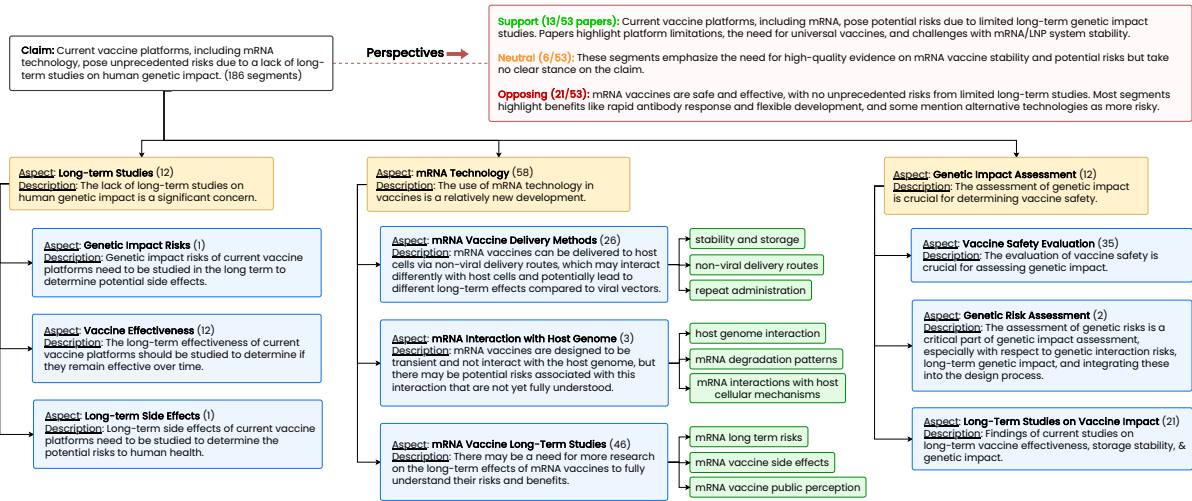 Claim: Current vaccine platforms, including mRNA
technology, pose unprecedented risks due to a lack of long-
term studies on human genetic impact. (186 segments)
Perspectives
Support (13/53 papers): Current vaccine platforms, including mRNA, pose potential risks due to limited long-term genetic impact
studies. Papers highlight platform limitations, the need for universal vaccines, and challenges with mRNA/LNP system stability.
Neutral (6/53): These segments emphasize the need for high-quality evidence on mRNA vaccine stability and potential risks but take
no clear stance on the claim.
Opposing (21/53): mRNA vaccines are safe and effective, with no unprecedented risks from limited long-term studies. Most segments
highlight benefits like rapid antibody response and flexible development, and some mention alternative technologies as more risky.
Aspect: Long-term Studies (12)
Description: The lack of long-term studies on
human genetic impact is a significant concern.
Aspect: Genetic Impact Risks (1)
Description: Genetic impact risks of current vaccine
platforms need to be studied in the long term to
determine potential side effects.
Aspect: Vaccine Effectiveness (12)
Description: The long-term effectiveness of current
vaccine platforms should be studied to determine if
they remain effective over time.
Aspect: Long-term Side Effects (1)
Description: Long-term side effects of current vaccine
platforms need to be studied to determine the
potential risks to human health.
Aspect: mRNA Technology (58)
Description: The use of mRNA technology in
vaccines is a relatively new development.
Aspect: mRNA Vaccine Delivery Methods (26)
Description: mRNA vaccines can be delivered to host
cells via non-viral delivery routes, which may interact
differently with host cells and potentially lead to
different long-term effects compared to viral vectors.
stability and storage
non-viral delivery routes
repeat administration
Aspect: mRNA Interaction with Host Genome (3)
Description: mRNA vaccines are designed to be
transient and not interact with the host genome, but
there may be potential risks associated with this
interaction that are not yet fully understood.
host genome interaction
mRNA degradation patterns
mRNA interactions with host
cellular mechanisms
Aspect: mRNA Vaccine Long-Term Studies (46)
Description: There may be a need for more research
on the long-term effects of mRNA vaccines to fully
understand their risks and benefits.
mRNA long term risks
mRNA vaccine side effects
mRNA vaccine public perception
Aspect: Genetic Impact Assessment (12)
Description: The assessment of genetic impact
is crucial for determining vaccine safety.
Aspect: Vaccine Safety Evaluation (35)
Description: The evaluation of vaccine safety is
crucial for assessing genetic impact.
Aspect: Genetic Risk Assessment (2)
Description: The assessment of genetic risks is a
critical part of genetic impact assessment,
especially with respect to genetic interaction risks,
long-term genetic impact, and integrating these
into the design process.
Aspect: Long-Term Studies on Vaccine Impact (21)
Description: Findings of current studies on
long-term vaccine effectiveness, storage stability, &
genetic impact.